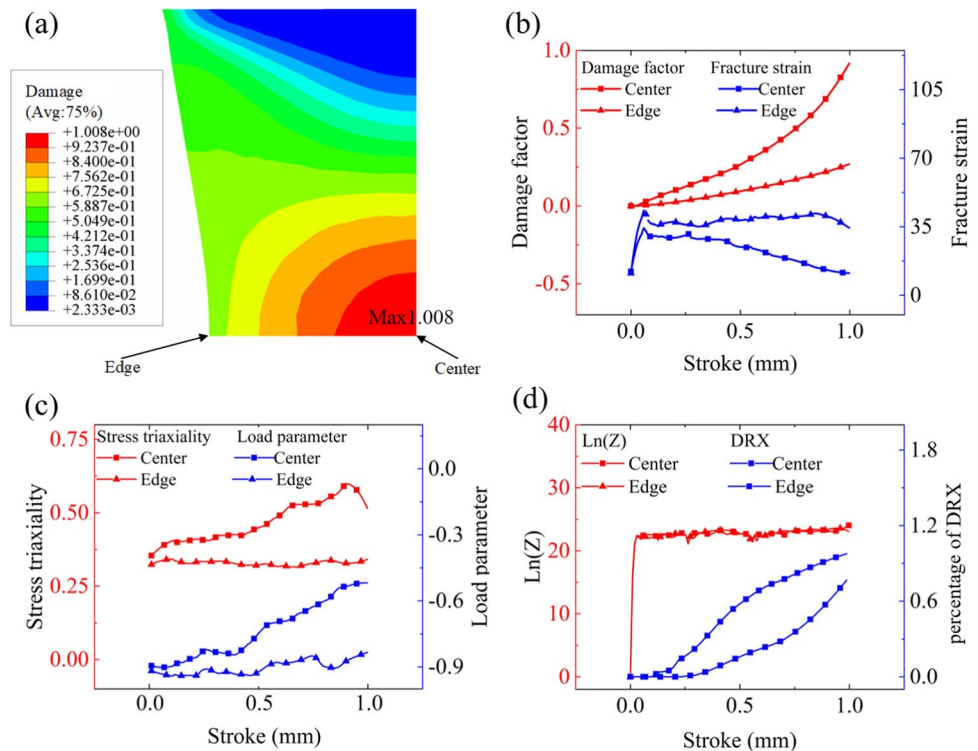 (a)
Damage
(Avg:75%)
+1.008e+00
+9.237e-01
+8.400e-01
+7.562e-01
+6.725e-01
+5.887e-01
+5.049e-01
+4.212e-01
+3.374e-01
+2.536e-01
+1.699e-01
+8.610e-02
+2.333e-03
Max1.008
Edge
Center
(b)
Damage factor
Fracture strain
Center
Center
Edge
Edge
1.0
0.5
0.0
-0.5
Damage factor
105
70
35
0
Fracture strain
0.0
0.5
1.0
Stroke (mm)
(c)
Stress triaxiality
Load parameter
Center
Center
Edge
Edge
0.75
0.50
0.25
0.00
Stress triaxiality
0.0
-0.3
-0.6
-0.9
Load parameter
0.0
0.5
1.0
Stroke (mm)
(d)
Ln(Z)
DRX
Center
Center
Edge
Edge
40
30
20
10
0
Ln(Z)
2.0
1.2
0.6
0.0
percentage of DRX
0.0
0.5
1.0
Stroke (mm)